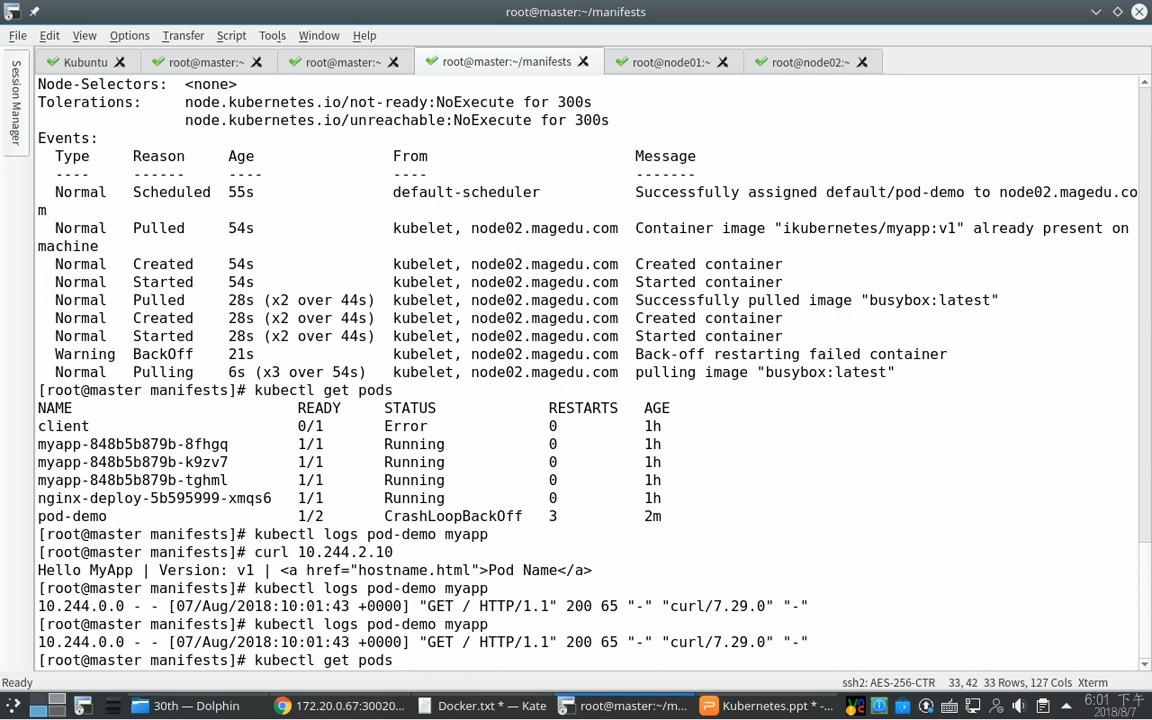 root@master:~/manifests
File Edit View Options Transfer Script Tools Window Help
Session Manager
Kubuntu root@master:~ root@master:~ root@master:~/manifests root@node01:~ root@node02:~
Node-Selectors:  <none>
Tolerations:     node.kubernetes.io/not-ready:NoExecute for 300s
                 node.kubernetes.io/unreachable:NoExecute for 300s
Events:
  Type     Reason     Age                From                        Message
  ----     ------     ----               ----                        -------
  Normal   Scheduled  55s                default-scheduler           Successfully assigned default/pod-demo to node02.magedu.co
m
  Normal   Pulled     54s                kubelet, node02.magedu.com  Container image "ikubernetes/myapp:v1" already present on
machine
  Normal   Created    54s                kubelet, node02.magedu.com  Created container
  Normal   Started    54s                kubelet, node02.magedu.com  Started container
  Normal   Pulled     28s (x2 over 44s)  kubelet, node02.magedu.com  Successfully pulled image "busybox:latest"
  Normal   Created    28s (x2 over 44s)  kubelet, node02.magedu.com  Created container
  Normal   Started    28s (x2 over 44s)  kubelet, node02.magedu.com  Started container
  Warning  BackOff    21s                kubelet, node02.magedu.com  Back-off restarting failed container
  Normal   Pulling    6s (x3 over 54s)   kubelet, node02.magedu.com  pulling image "busybox:latest"
[root@master manifests]# kubectl get pods
NAME                           READY     STATUS             RESTARTS   AGE
client                         0/1       Error              0          1h
myapp-848b5b879b-8fhgq         1/1       Running            0          1h
myapp-848b5b879b-k9zv7         1/1       Running            0          1h
myapp-848b5b879b-tghml         1/1       Running            0          1h
nginx-deploy-5b595999-xmqs6    1/1       Running            0          1h
pod-demo                       1/2       CrashLoopBackOff   3          2m
[root@master manifests]# kubectl logs pod-demo myapp
[root@master manifests]# curl 10.244.2.10
Hello MyApp | Version: v1 | <a href="hostname.html">Pod Name</a>
[root@master manifests]# kubectl logs pod-demo myapp
10.244.0.0 - - [07/Aug/2018:10:01:43 +0000] "GET / HTTP/1.1" 200 65 "-" "curl/7.29.0" "-"
[root@master manifests]# kubectl logs pod-demo myapp
10.244.0.0 - - [07/Aug/2018:10:01:43 +0000] "GET / HTTP/1.1" 200 65 "-" "curl/7.29.0" "-"
[root@master manifests]# kubectl get pods
Ready ssh2: AES-256-CTR 33, 42 33 Rows, 127 Cols Xterm
30th — Dolphin 172.20.0.67:30020... Docker.txt * — Kate root@master:~/m... Kubernetes.ppt * -... 6:01 下午
2018/8/7